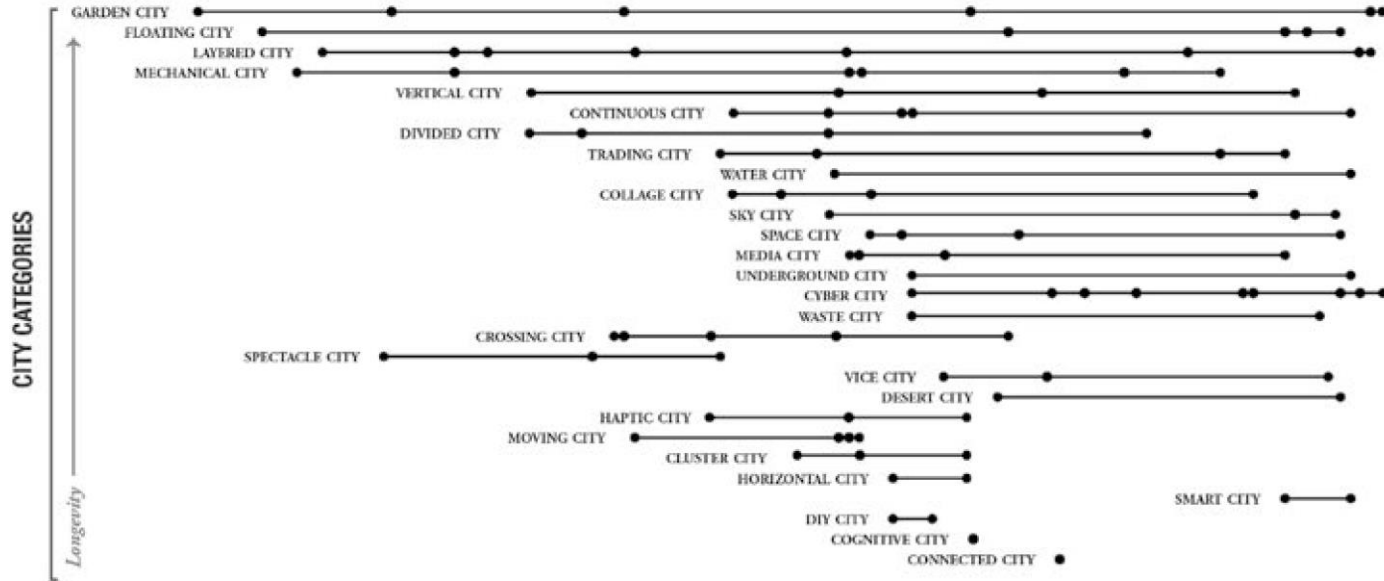 GARDEN CITY
FLOATING CITY
LAYERED CITY
MECHANICAL CITY
VERTICAL CITY
CONTINUOUS CITY
DIVIDED CITY
TRADING CITY
WATER CITY
COLLAGE CITY
SKY CITY
SPACE CITY
MEDIA CITY
UNDERGROUND CITY
CYBER CITY
WASTE CITY
CROSSING CITY
SPECTACLE CITY
VICE CITY
DESERT CITY
HAPTIC CITY
MOVING CITY
CLUSTER CITY
HORIZONTAL CITY
SMART CITY
DIY CITY
COGNITIVE CITY
CONNECTED CITY
CITY CATEGORIES
Longevity